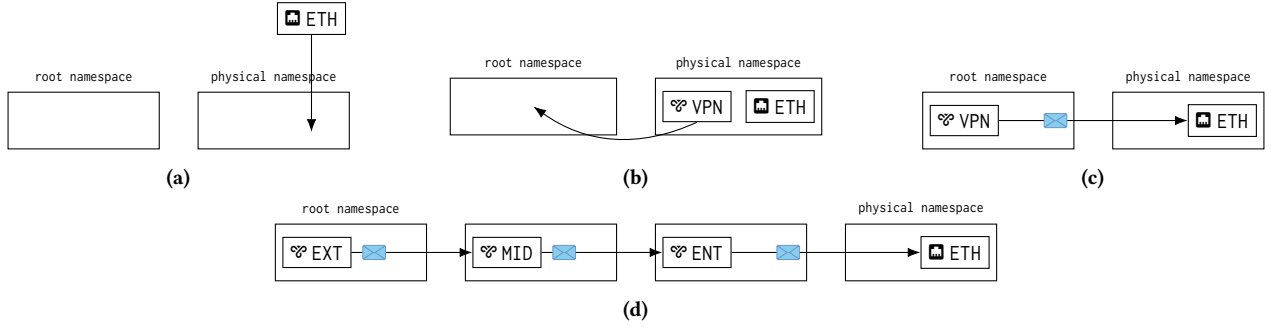 ETH
root namespace
physical namespace
(a)
root namespace
physical namespace
VPN
ETH
(b)
root namespace
physical namespace
VPN
ETH
(c)
root namespace
physical namespace
EXT
MID
ENT
ETH
(d)